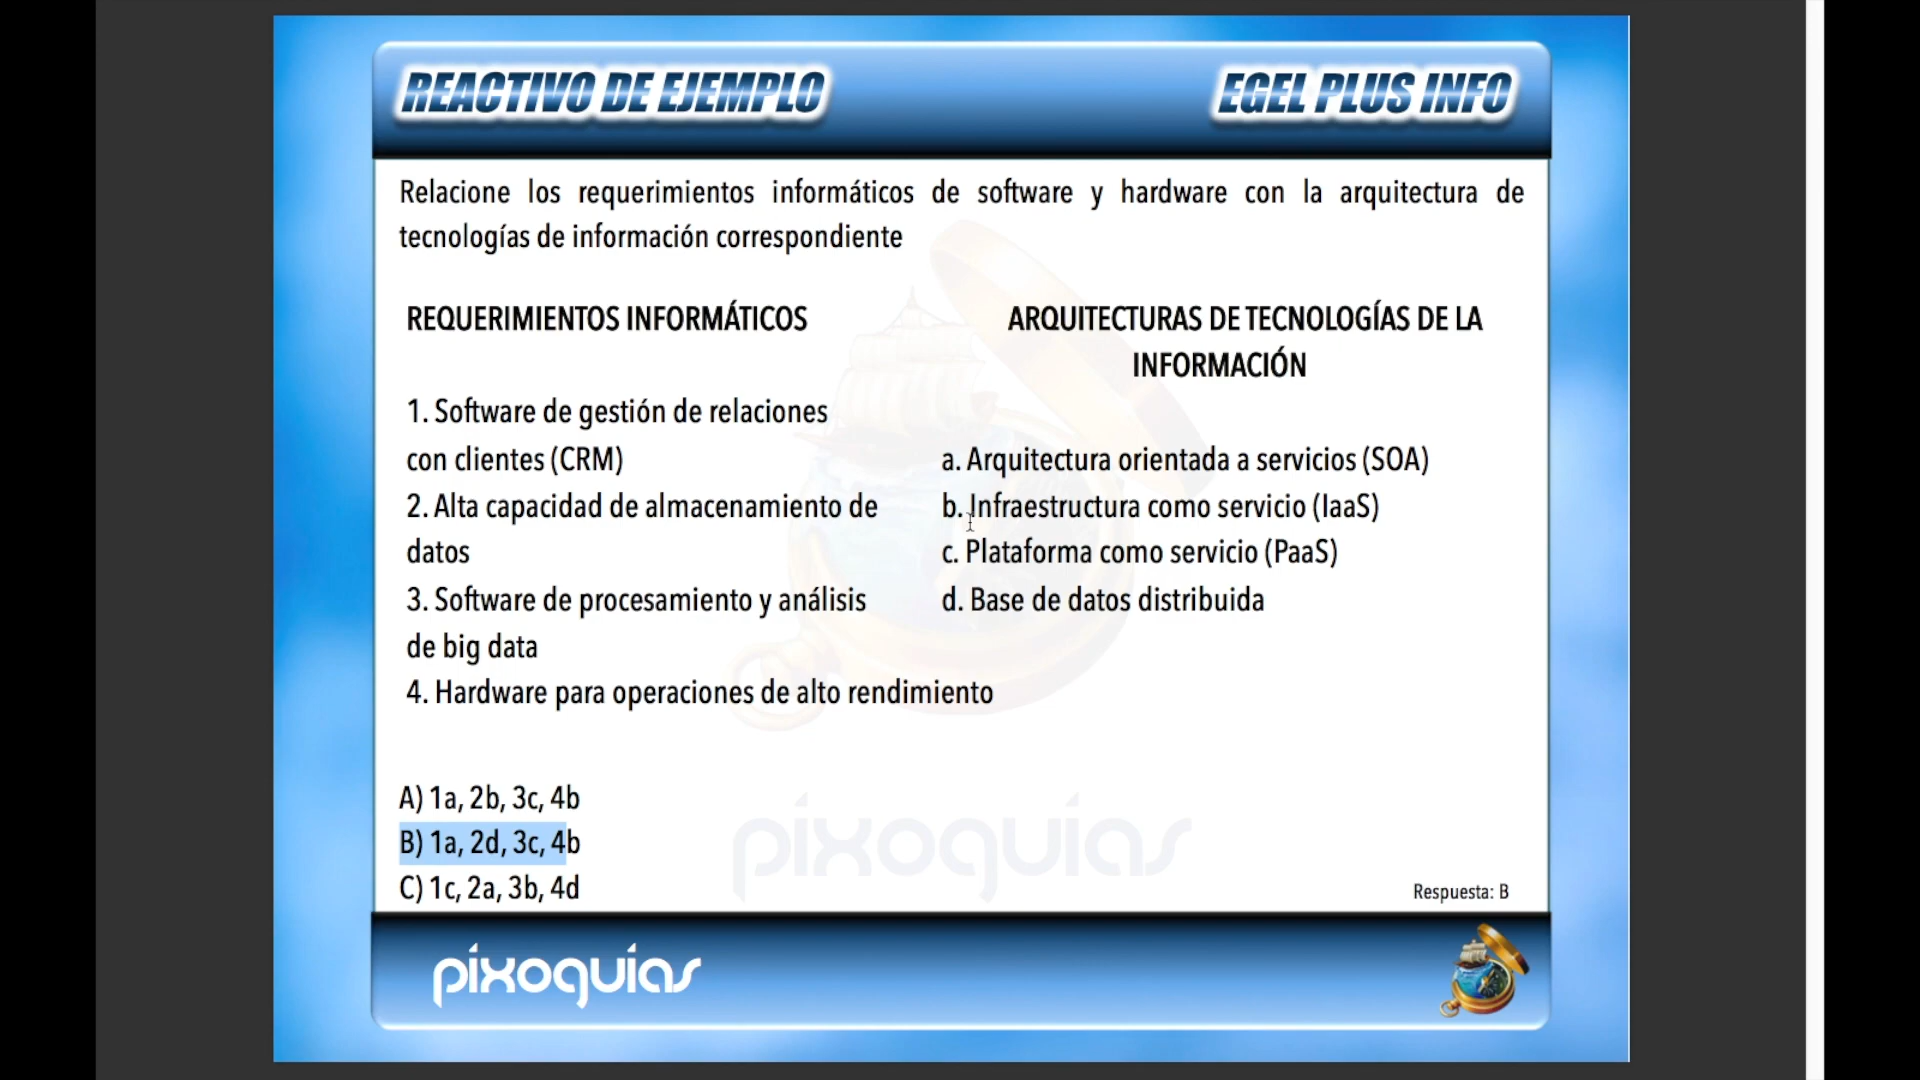 REACTIVO DE EJEMPLO
EGEL PLUS INFO
Relacione los requerimientos informáticos de software y hardware con la arquitectura de
tecnologías de información correspondiente
REQUERIMIENTOS INFORMÁTICOS
1. Software de gestión de relaciones
con clientes (CRM)
2. Alta capacidad de almacenamiento de
datos
3. Software de procesamiento y análisis
de big data
4. Hardware para operaciones de alto rendimiento
ARQUITECTURAS DE TECNOLOGÍAS DE LA
INFORMACIÓN
a. Arquitectura orientada a servicios (SOA)
b. Infraestructura como servicio (IaaS)
c. Plataforma como servicio (PaaS)
d. Base de datos distribuida
A) 1a, 2b, 3c, 4b
B) 1a, 2d, 3c, 4b
C) 1c, 2a, 3b, 4d
Respuesta: B
pixoguías
pixoguías